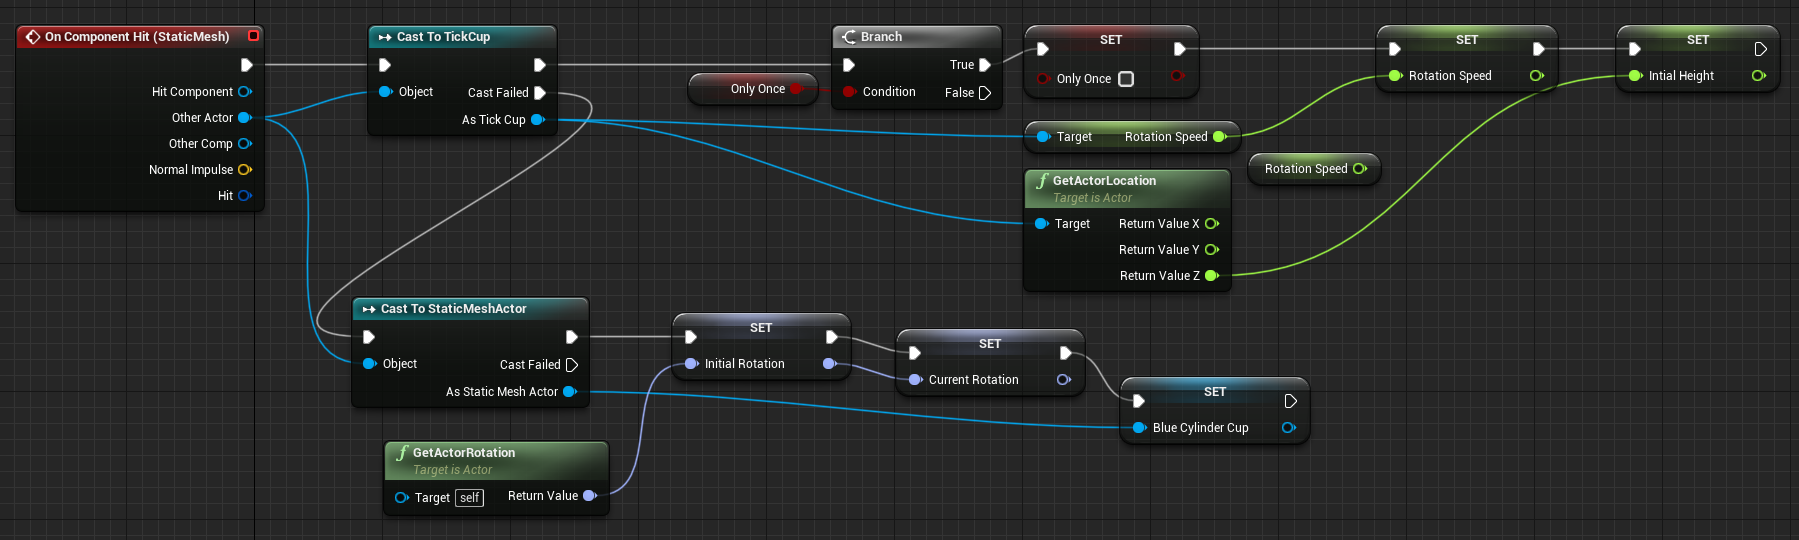 On Component Hit (StaticMesh)
Hit Component
Other Actor
Other Comp
Normal Impulse
Hit
Cast To TickCup
Object
Cast Failed
As Tick Cup
Only Once
Branch
True
Condition
False
SET
Only Once
Target
Rotation Speed
GetActorLocation
Target is Actor
Target
Return Value X
Return Value Y
Return Value Z
Rotation Speed
SET
Rotation Speed
SET
Intial Height
Cast To StaticMeshActor
Object
Cast Failed
As Static Mesh Actor
GetActorRotation
Target is Actor
Target self
Return Value
SET
Initial Rotation
SET
Current Rotation
SET
Blue Cylinder Cup